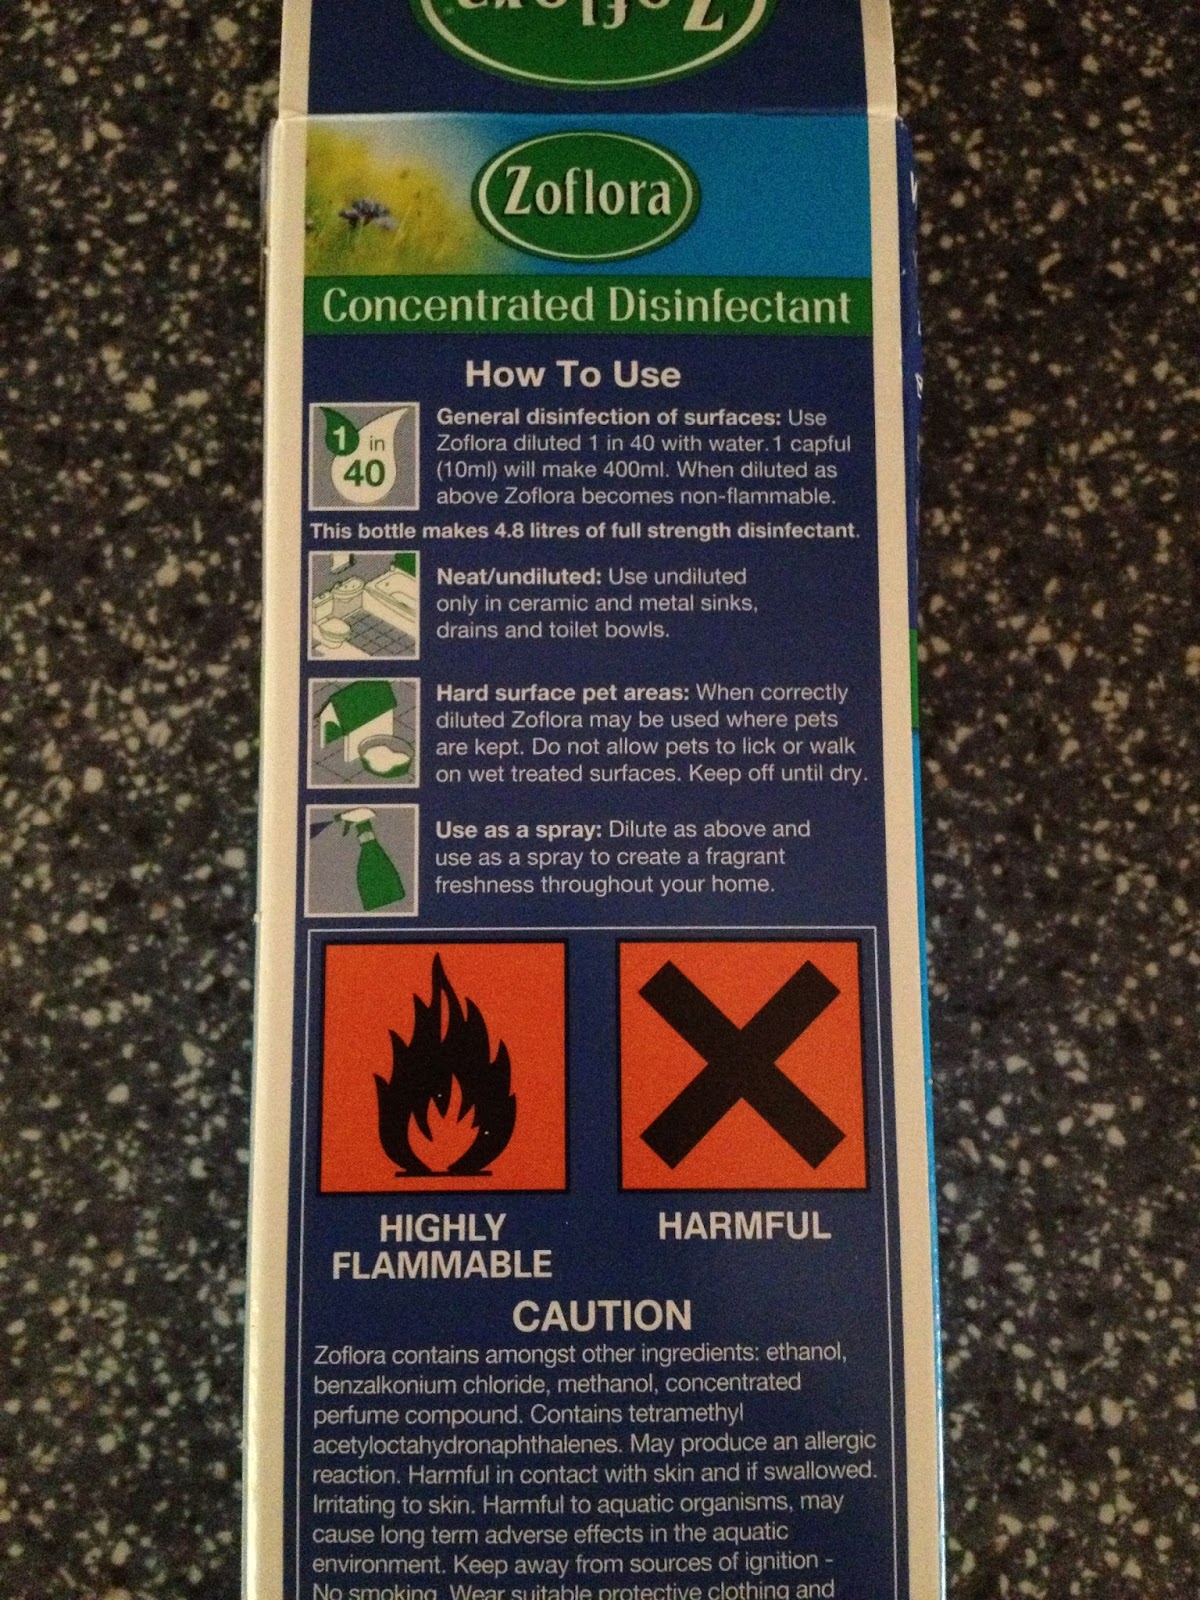 Zoflora
Zoflora
Concentrated Disinfectant
How To Use
1 in
40
General disinfection of surfaces: Use
Zoflora diluted 1 in 40 with water.1 capful
(10ml) will make 400ml. When diluted as
above Zoflora becomes non-flammable.
This bottle makes 4.8 litres of full strength disinfectant.
Neat/undiluted: Use undiluted
only in ceramic and metal sinks,
drains and toilet bowls.
Hard surface pet areas: When correctly
diluted Zoflora may be used where pets
are kept. Do not allow pets to lick or walk
on wet treated surfaces. Keep off until dry.
Use as a spray: Dilute as above and
use as a spray to create a fragrant
freshness throughout your home.
HIGHLY
FLAMMABLE
HARMFUL
CAUTION
Zoflora contains amongst other ingredients: ethanol,
benzalkonium chloride, methanol, concentrated
perfume compound. Contains tetramethyl
acetyloctahydronaphthalenes. May produce an allergic
reaction. Harmful in contact with skin and if swallowed.
Irritating to skin. Harmful to aquatic organisms, may
cause long term adverse effects in the aquatic
environment. Keep away from sources of ignition -
No smoking. Wear suitable protective clothing and